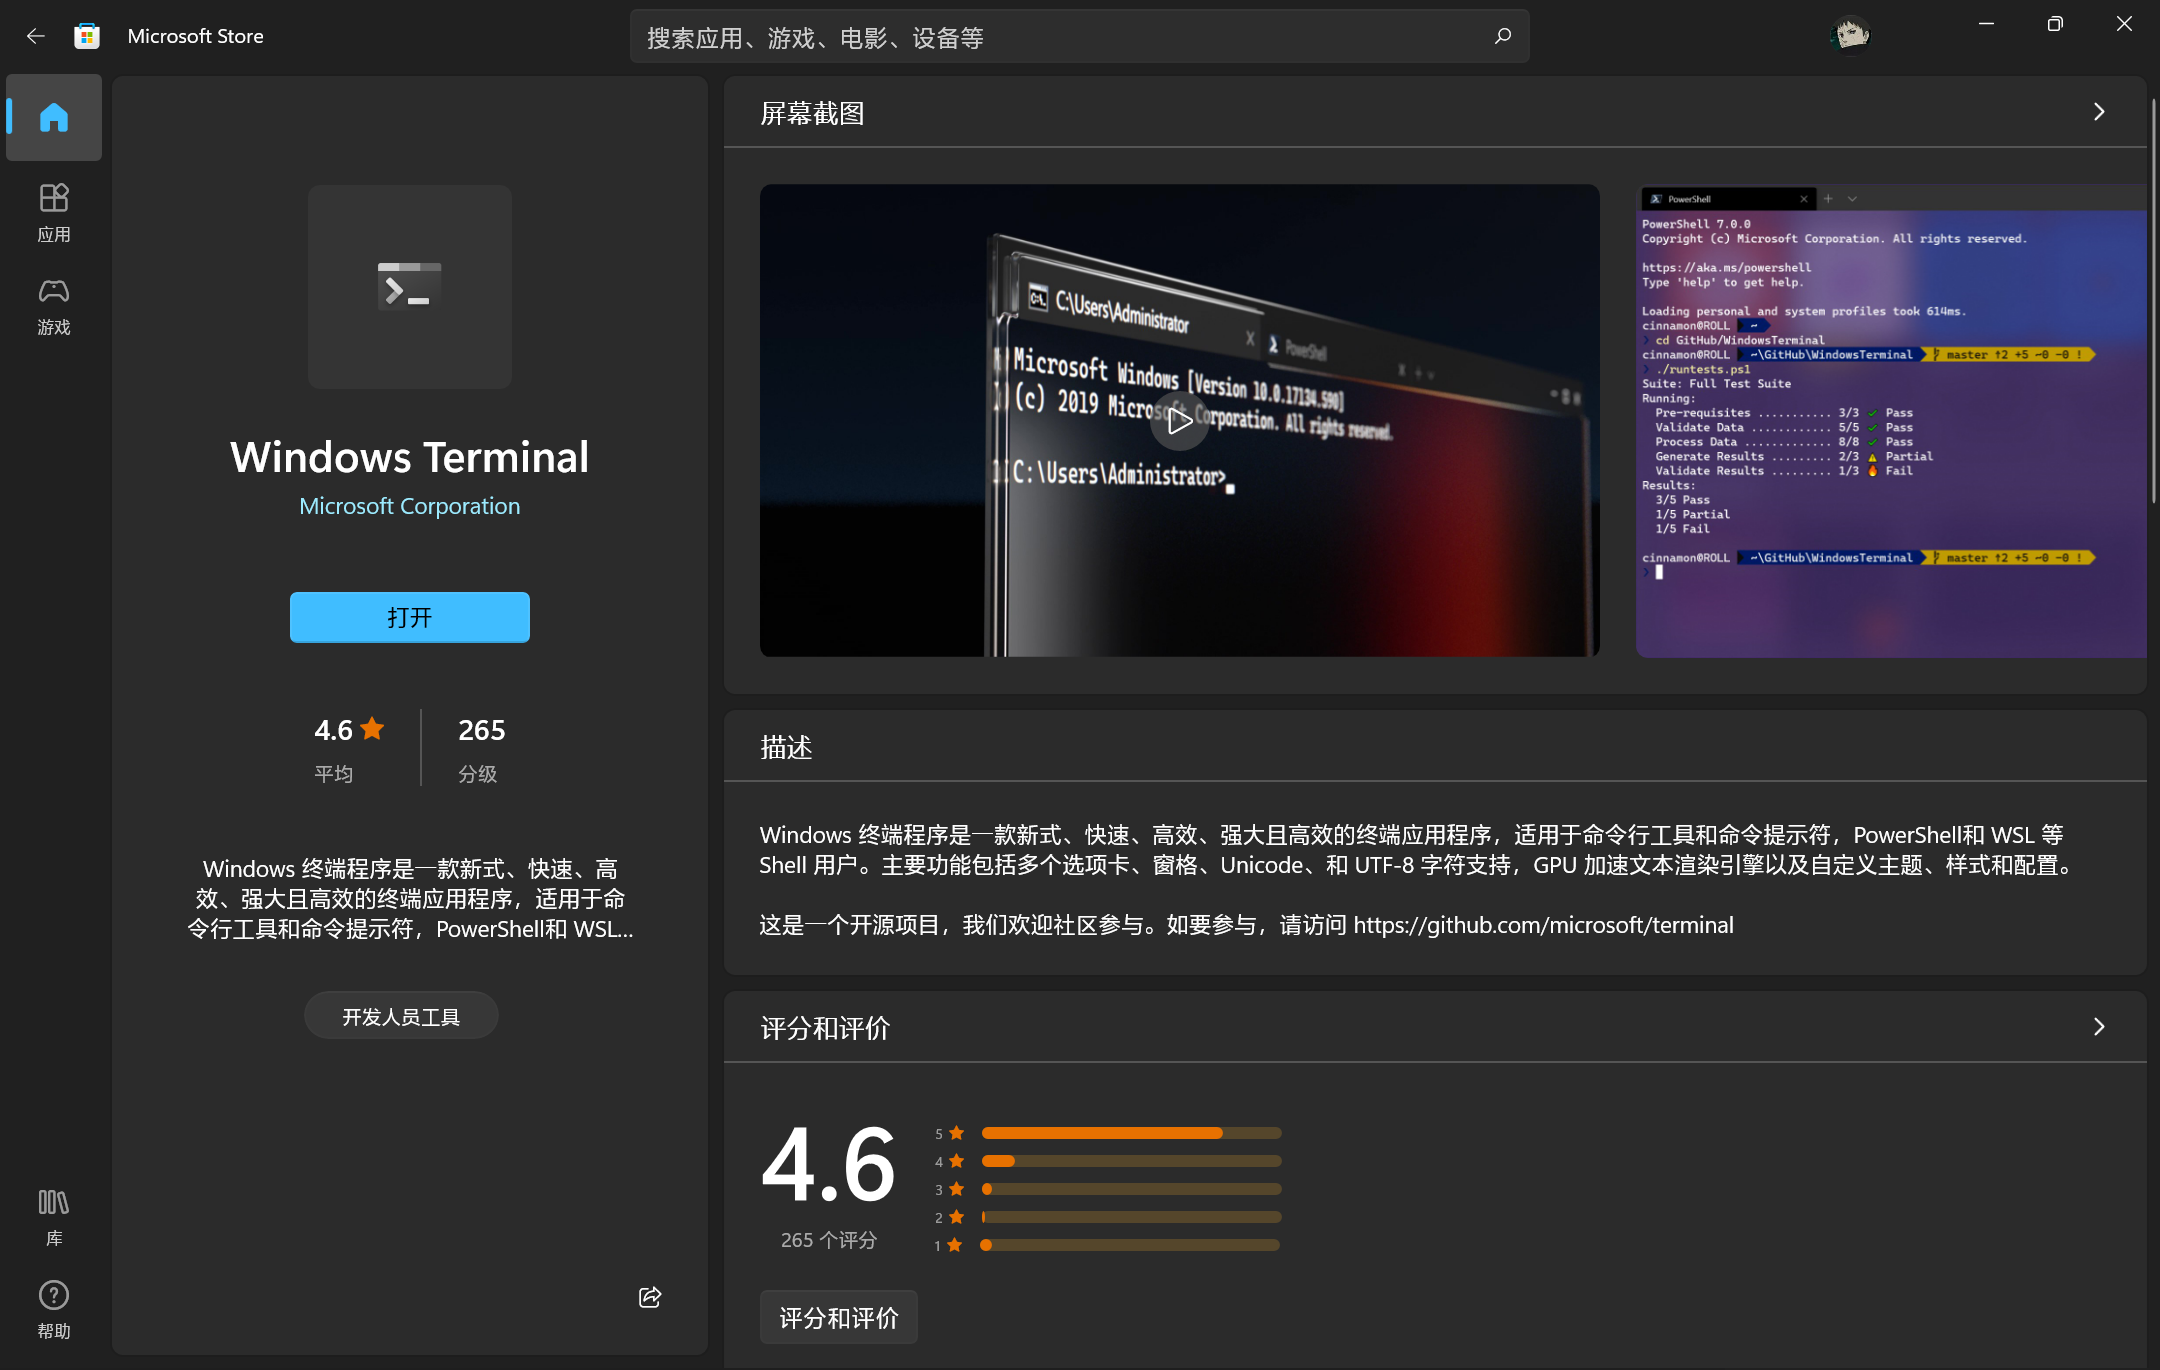 Microsoft Store
搜索应用、游戏、电影、设备等
应用
游戏
库
帮助
Windows Terminal
Microsoft Corporation
打开
4.6
平均
265
分级
Windows 终端程序是一款新式、快速、高
效、强大且高效的终端应用程序，适用于命
令行工具和命令提示符，PowerShell和 WSL...
开发人员工具
屏幕截图
C:\Users\Administrator
PowerShell
Microsoft Windows [Version 10.0.17134.590]
(c) 2019 Microsoft Corporation. All rights reserved.
C:\Users\Administrator>
PowerShell
PowerShell 7.0.0
Copyright (c) Microsoft Corporation. All rights reserved.
https://aka.ms/powershell
Type 'help' to get help.
Loading personal and system profiles took 614ms.
cinnamon@ROLL ~
cd GitHub/WindowsTerminal
cinnamon@ROLL ~\GitHub\WindowsTerminal master ↑2 +5 ~0 -0 !
./runtests.ps1
Suite: Full Test Suite
Running:
Pre-requisites ........... 3/3 ✔ Pass
Validate Data ............ 5/5 ✔ Pass
Process Data ............. 8/8 ✔ Pass
Generate Results ......... 2/3 ⚠ Partial
Validate Results ......... 1/3 🔥 Fail
Results:
3/5 Pass
1/5 Partial
1/5 Fail
cinnamon@ROLL ~\GitHub\WindowsTerminal master ↑2 +5 ~0 -0 !
描述
Windows 终端程序是一款新式、快速、高效、强大且高效的终端应用程序，适用于命令行工具和命令提示符，PowerShell和 WSL 等
Shell 用户。主要功能包括多个选项卡、窗格、Unicode、和 UTF-8 字符支持，GPU 加速文本渲染引擎以及自定义主题、样式和配置。
这是一个开源项目，我们欢迎社区参与。如要参与，请访问 https://github.com/microsoft/terminal
评分和评价
4.6
265 个评分
5
4
3
2
1
评分和评价